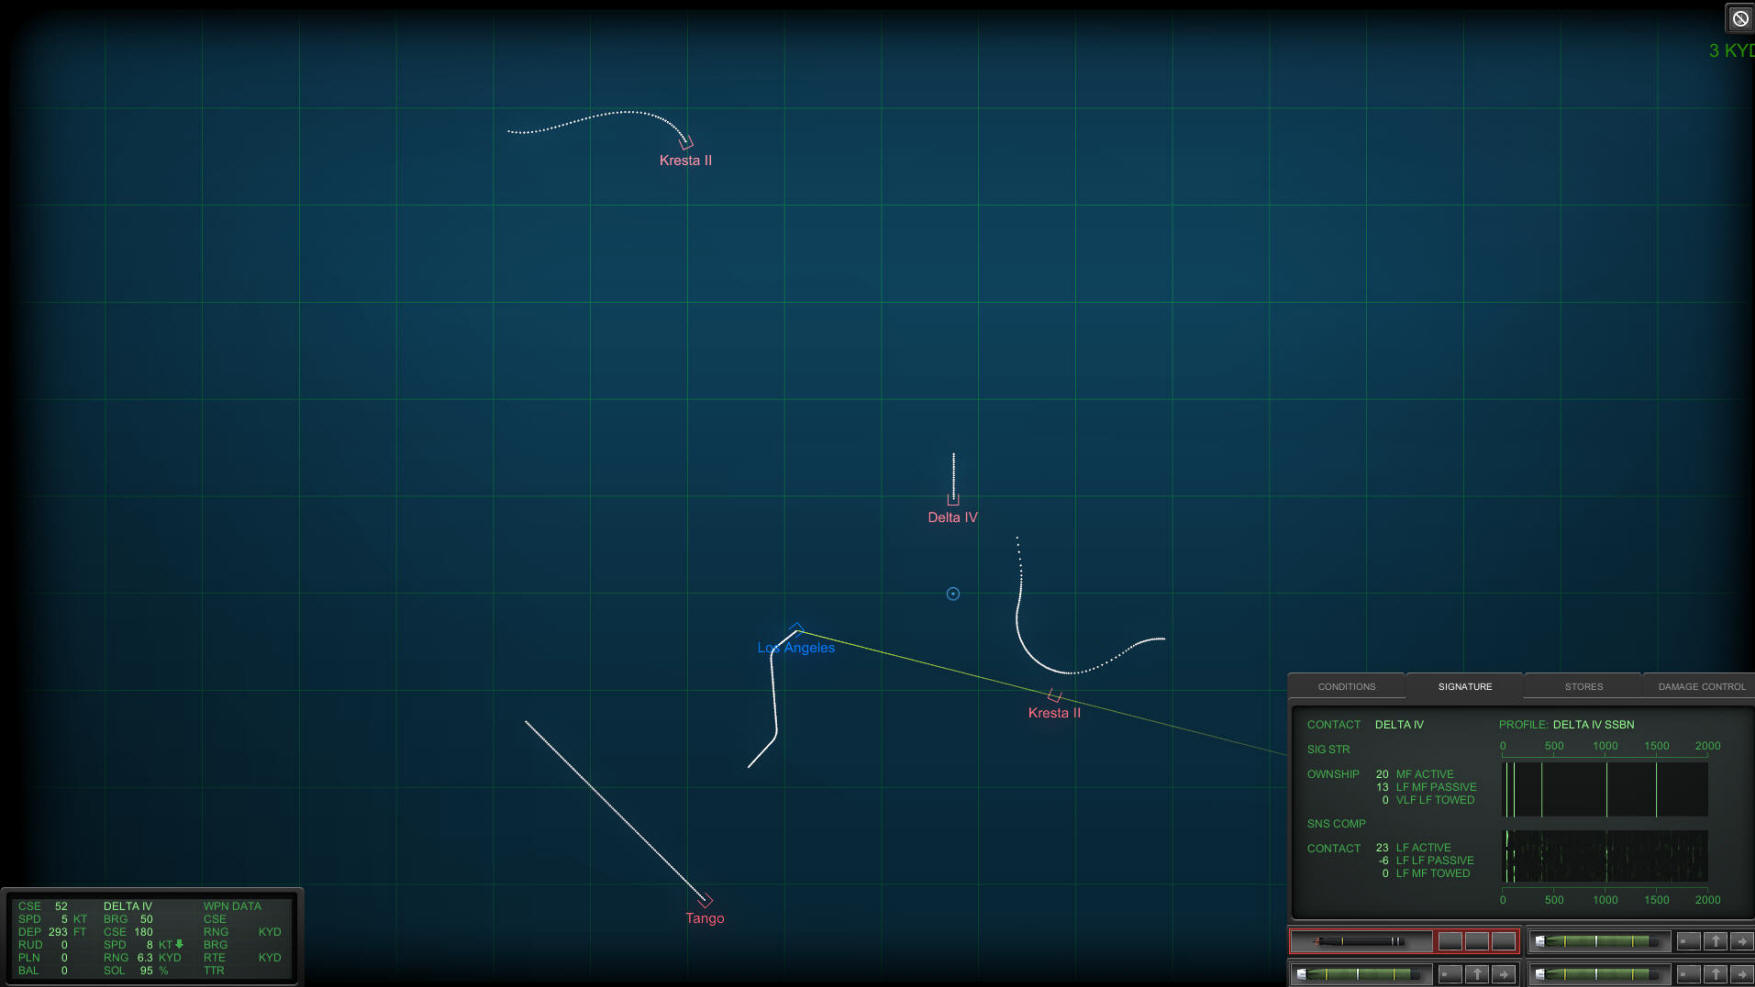 3 KYD
Kresta II
Delta IV
Los Angeles
Kresta II
Tango
CONDITIONS SIGNATURE STORES DAMAGE CONTROL
CONTACT DELTA IV PROFILE: DELTA IV SSBN
SIG STR 0 500 1000 1500 2000
OWNSHIP 20 MF ACTIVE
13 LF MF PASSIVE
0 VLF LF TOWED
SNS COMP
CONTACT 23 LF ACTIVE
-6 LF LF PASSIVE
0 LF MF TOWED
0 500 1000 1500 2000
CSE 52 DELTA IV WPN DATA
SPD 5 KT BRG 50 CSE
DEP 293 FT CSE 180 RNG KYD
RUD 0 SPD 8 KT BRG
PLN 0 RNG 6.3 KYD RTE KYD
BAL 0 SOL 95 % TTR